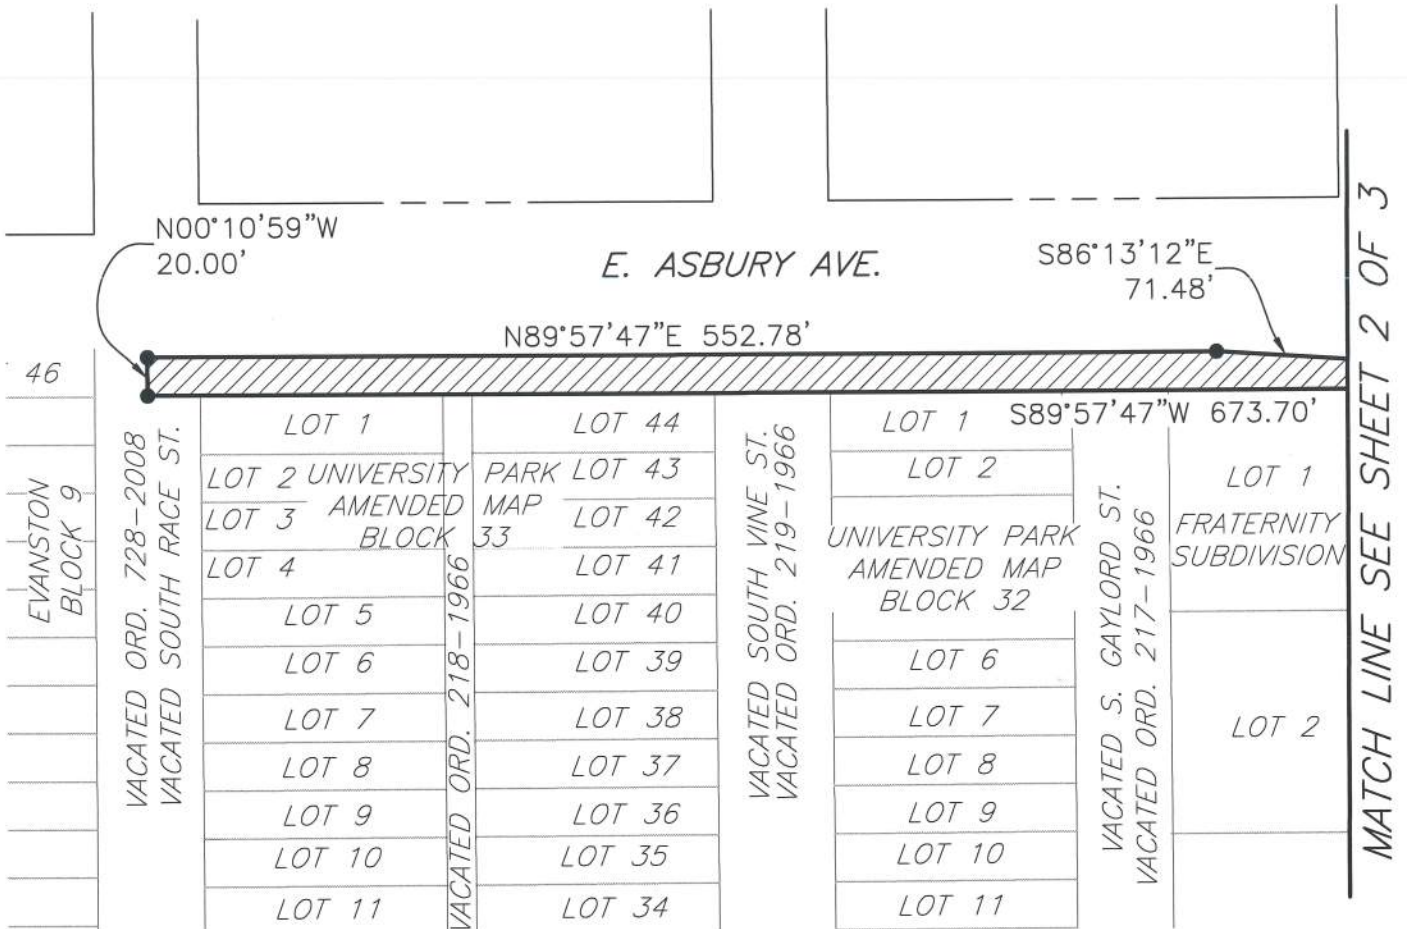 N00°10'59"W
20.00'
E. ASBURY AVE.
S86°13'12"E
71.48'
N89°57'47"E 552.78'
S89°57'47"W 673.70'
MATCH LINE SEE SHEET 2 OF 3
46
EVANSTON
BLOCK 9
VACATED ORD. 728-2008
VACATED SOUTH RACE ST.
LOT 1
LOT 2
LOT 3
LOT 4
LOT 5
LOT 6
LOT 7
LOT 8
LOT 9
LOT 10
LOT 11
UNIVERSITY PARK
AMENDED MAP
BLOCK 33
VACATED ORD. 218-1966
LOT 44
LOT 43
LOT 42
LOT 41
LOT 40
LOT 39
LOT 38
LOT 37
LOT 36
LOT 35
LOT 34
VACATED SOUTH VINE ST.
VACATED ORD. 219-1966
LOT 1
LOT 2
UNIVERSITY PARK
AMENDED MAP
BLOCK 32
LOT 6
LOT 7
LOT 8
LOT 9
LOT 10
LOT 11
VACATED S. GAYLORD ST.
VACATED ORD. 217-1966
LOT 1
FRATERNITY
SUBDIVISION
LOT 2